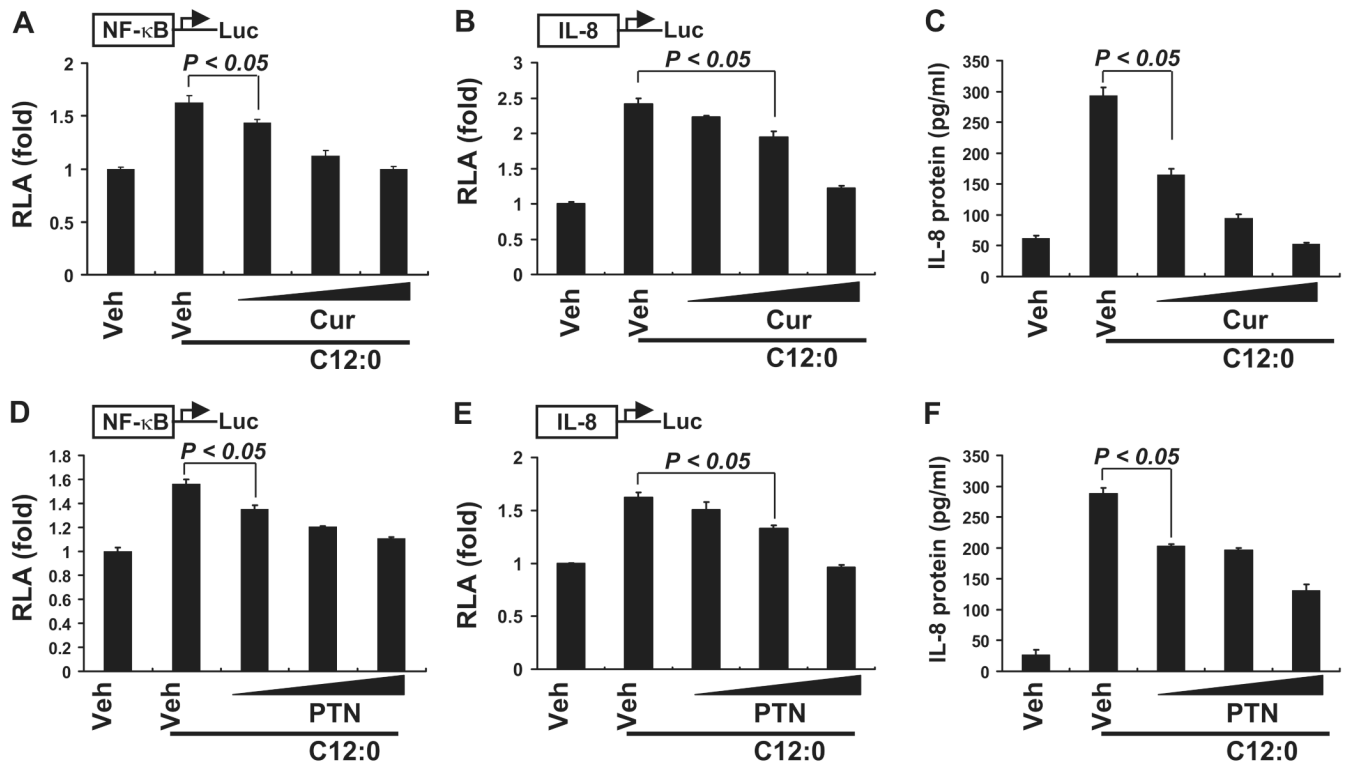 A
NF-κB Luc
P < 0.05
RLA (fold)
2
1.5
1
0.5
0
Veh
Veh
Cur
C12:0
B
IL-8 Luc
P < 0.05
RLA (fold)
3
2.5
2
1.5
1
0.5
0
Veh
Veh
Cur
C12:0
C
P < 0.05
IL-8 protein (pg/ml)
350
300
250
200
150
100
50
0
Veh
Veh
Cur
C12:0
D
NF-κB Luc
P < 0.05
RLA (fold)
1.8
1.6
1.4
1.2
1
0.8
0.6
0.4
0.2
0
Veh
Veh
PTN
C12:0
E
IL-8 Luc
P < 0.05
RLA (fold)
2
1.5
1
0.5
0
Veh
Veh
PTN
C12:0
F
P < 0.05
IL-8 protein (pg/ml)
350
300
250
200
150
100
50
0
Veh
Veh
PTN
C12:0